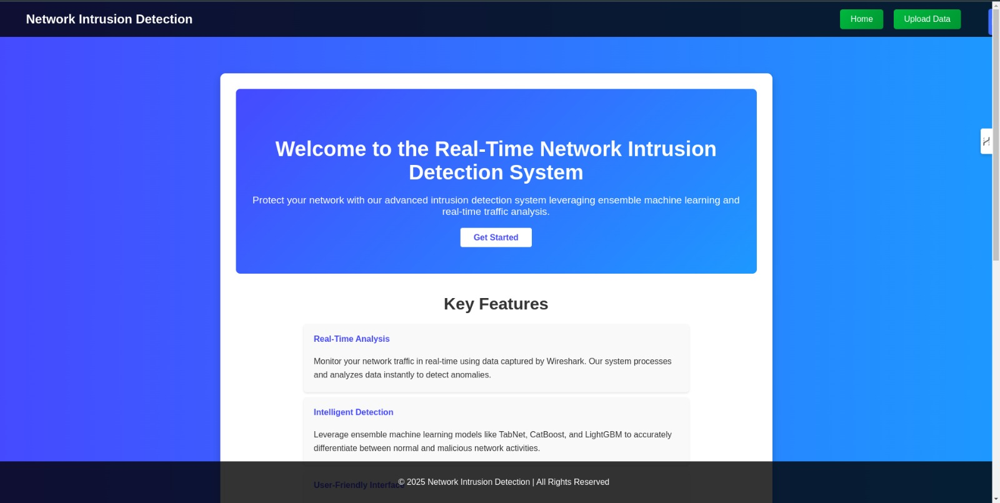 Network Intrusion Detection
Home
Upload Data
Welcome to the Real-Time Network Intrusion
Detection System
Protect your network with our advanced intrusion detection system leveraging ensemble machine learning and
real-time traffic analysis.
Get Started
Key Features
Real-Time Analysis
Monitor your network traffic in real-time using data captured by Wireshark. Our system processes
and analyzes data instantly to detect anomalies.
Intelligent Detection
Leverage ensemble machine learning models like TabNet, CatBoost, and LightGBM to accurately
differentiate between normal and malicious network activities.
User-Friendly Interface
© 2025 Network Intrusion Detection | All Rights Reserved